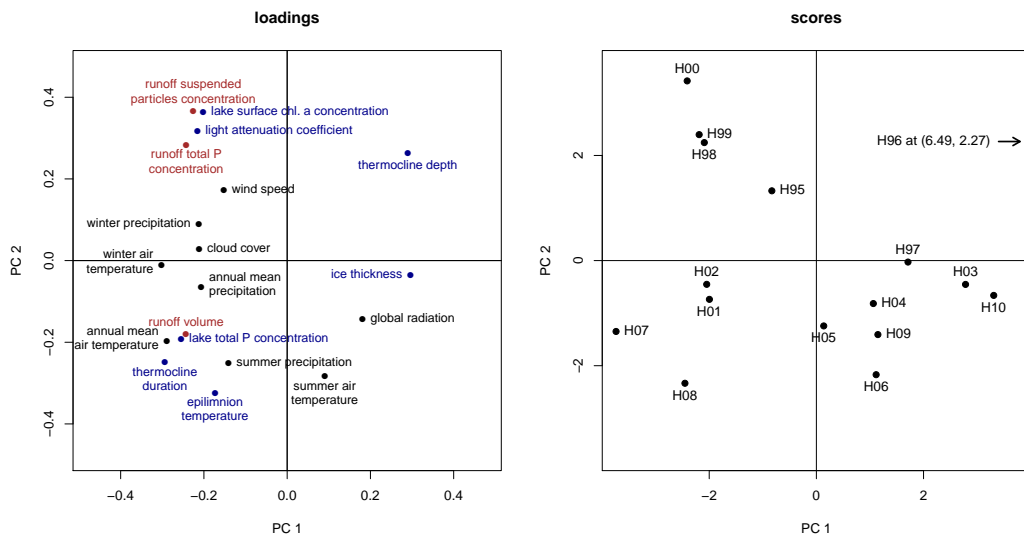 loadings
0.4
0.2
0.0
−0.2
−0.4
PC 2
runoff suspended
particles concentration
lake surface chl. a concentration
light attenuation coefficient
runoff total P
concentration
thermocline depth
wind speed
winter precipitation
cloud cover
winter air
temperature
ice thickness
annual mean
precipitation
global radiation
runoff volume
annual mean
air temperature
lake total P concentration
thermocline
duration
summer precipitation
summer air
temperature
epilimnion
temperature
−0.4
−0.2
0.0
0.2
0.4
PC 1
scores
2
0
−2
PC 2
H00
H99
H98
H96 at (6.49, 2.27)
H95
H97
H02
H01
H03
H10
H04
H07
H05
H09
H08
H06
−2
0
2
PC 1